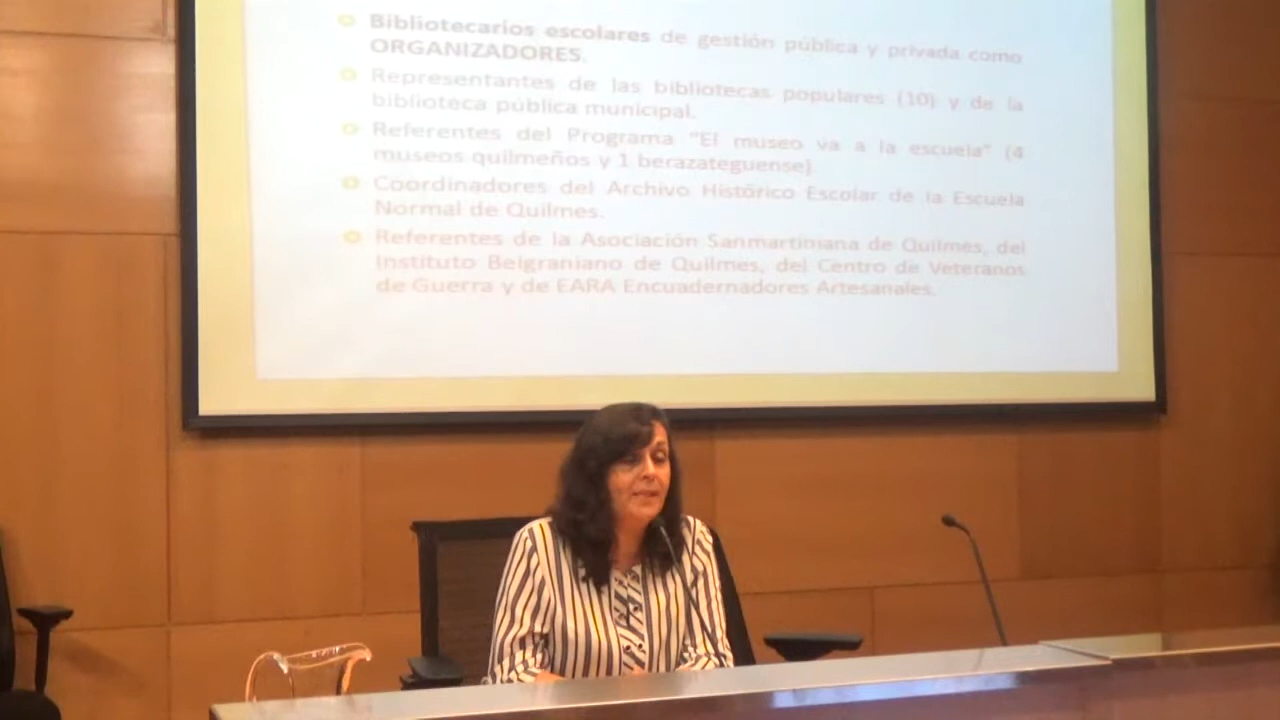 Bibliotecarios escolares de gestión pública y privada como
ORGANIZADORES.
Representantes de las bibliotecas populares (10) y de la
biblioteca pública municipal.
Referentes del Programa "El museo va a la escuela" (4
museos quilmeños y 1 berazateguense).
Coordinadores del Archivo Histórico Escolar de la Escuela
Normal de Quilmes.
Referentes de la Asociación Sanmartiniana de Quilmes, del
Instituto Belgraniano de Quilmes, del Centro de Veteranos
de Guerra y de EARA Encuadernadores Artesanales.